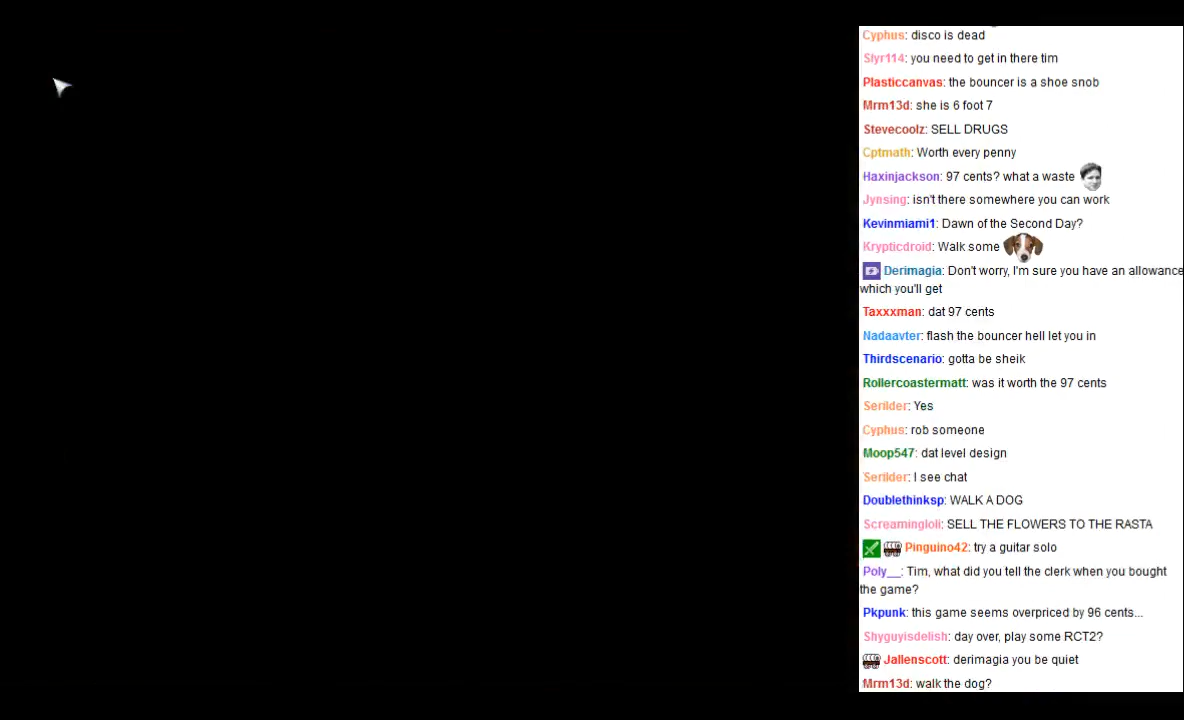 Cyphus: disco is dead
Slyr114: you need to get in there tim
Plasticcanvas: the bouncer is a shoe snob
Mrm13d: she is 6 foot 7
Stevecoolz: SELL DRUGS
Cptmath: Worth every penny
Haxinjackson: 97 cents? what a waste
Jynsing: isn't there somewhere you can work
Kevinmiami1: Dawn of the Second Day?
Krypticdroid: Walk some
Derimagia: Don't worry, I'm sure you have an allowance
which you'll get
Taxxxman: dat 97 cents
Nadaavter: flash the bouncer hell let you in
Thirdscenario: gotta be sheik
Rollercoastermatt: was it worth the 97 cents
Serilder: Yes
Cyphus: rob someone
Moop547: dat level design
Serilder: I see chat
Doublethinksp: WALK A DOG
Screamingloli: SELL THE FLOWERS TO THE RASTA
Pinguino42: try a guitar solo
Poly__: Tim, what did you tell the clerk when you bought
the game?
Pkpunk: this game seems overpriced by 96 cents...
Shyguyisdelish: day over, play some RCT2?
Jallenscott: derimagia you be quiet
Mrm13d: walk the dog?